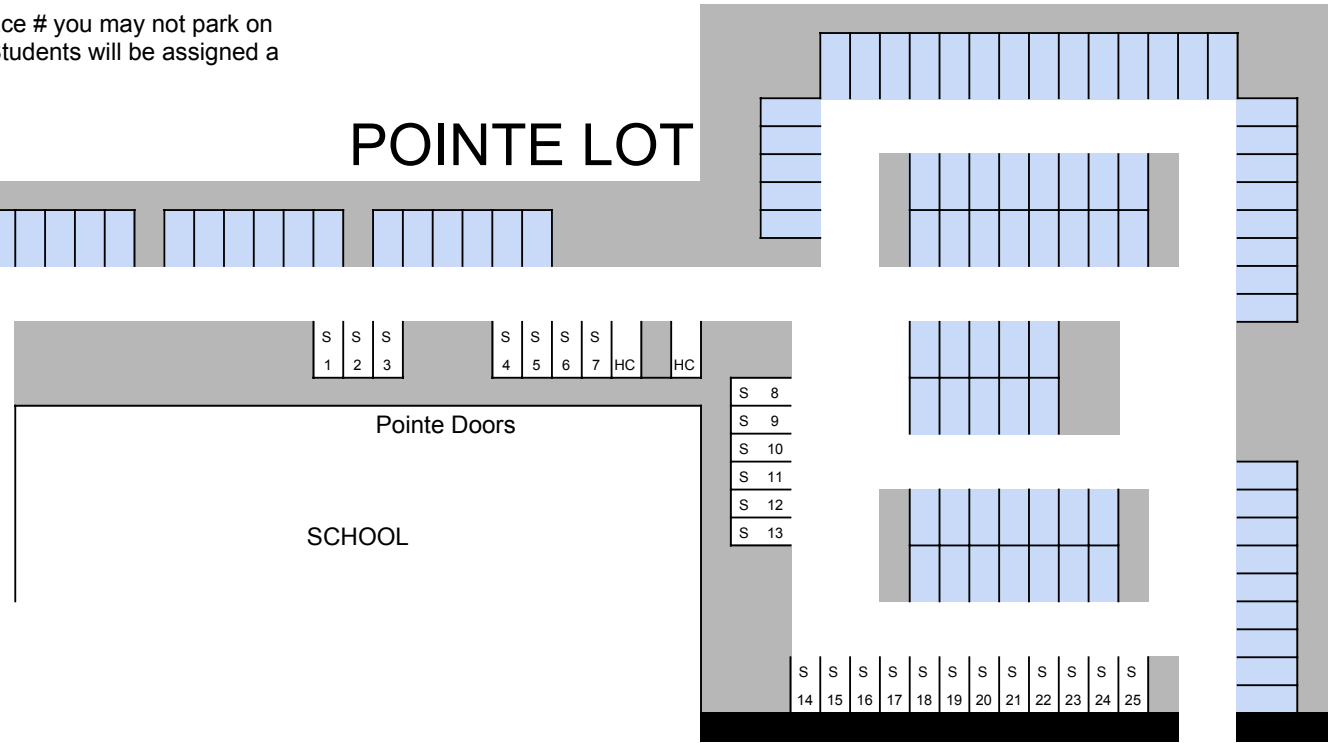 ce # you may not park on
Students will be assigned a
POINTE LOT
S S S S S S S
1 2 3 4 5 6 7 HC HC
S 8
S 9
S 10
S 11
S 12
S 13
Pointe Doors
SCHOOL
S S S S S S S S S S S S
14 15 16 17 18 19 20 21 22 23 24 25